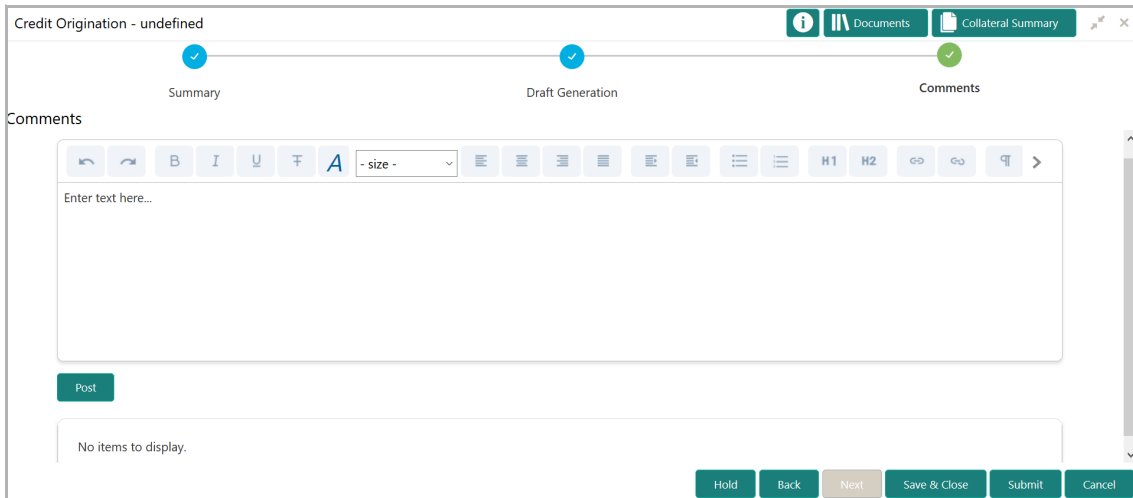 Credit Origination - undefined
Documents
Collateral Summary
Summary
Draft Generation
Comments
Comments
B I U T A - size - H1 H2
Enter text here...
Post
No items to display.
Hold Back Next Save & Close Submit Cancel